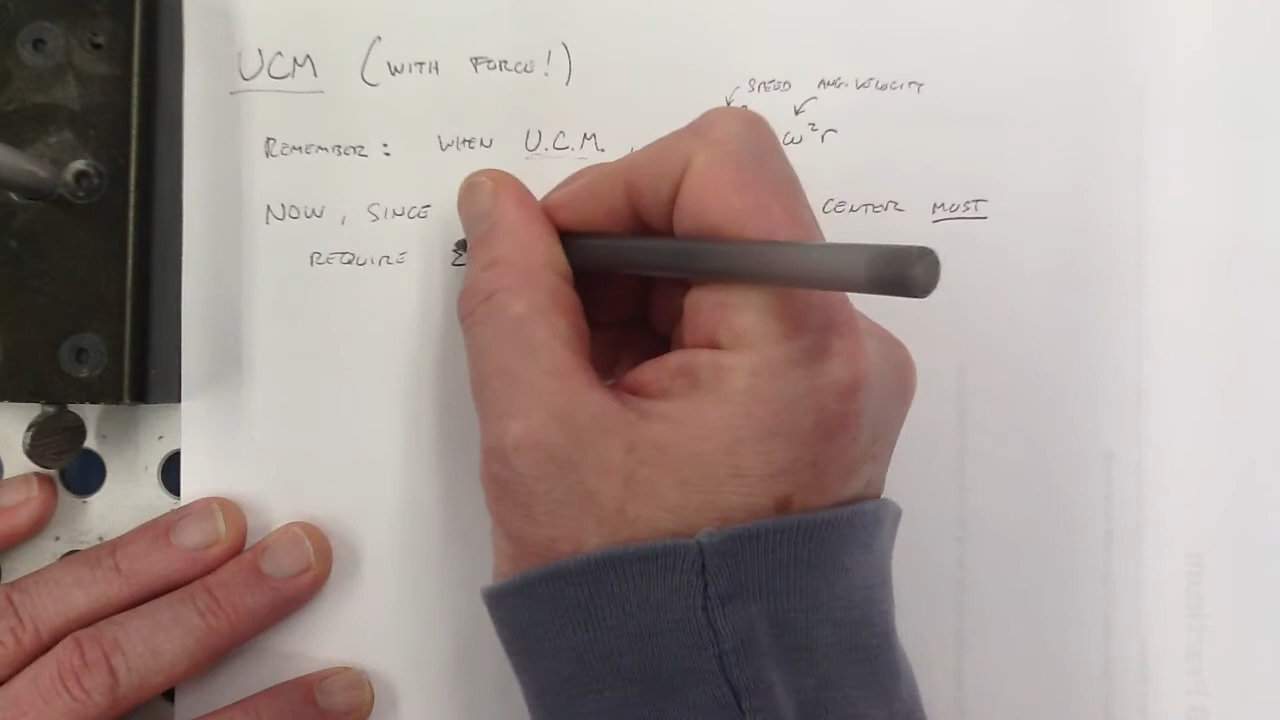 UCM (WITH FORCE!)
SPEED ANG. VELOCITY
REMEMBER: WHEN U.C.M. , ω²r
NOW, SINCE CENTER MUST
REQUIRE Σ